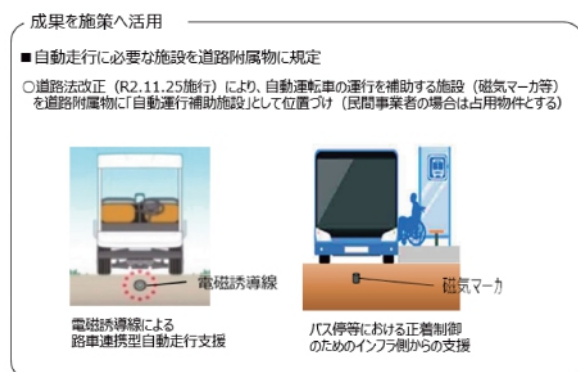 成果を施策へ活用
■自動走行に必要な施設を道路附属物に規定
○道路法改正（R2.11.25施行）により、自動運転車の運行を補助する施設（磁気マーカ等）
を道路附属物に「自動運行補助施設」として位置づけ（民間事業者の場合は占用物件とする）
電磁誘導線
磁気マーカ
電磁誘導線による
路車連携型自動走行支援
バス停等における正着制御
のためのインフラ側からの支援